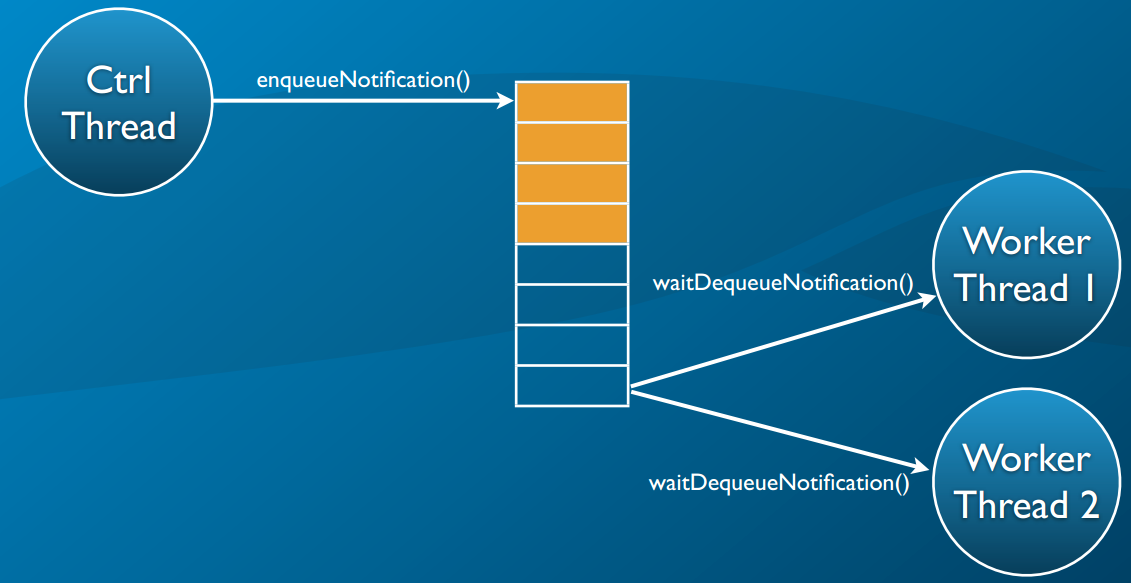 Ctrl
Thread
enqueueNotification()
Worker
Thread 1
waitDequeueNotification()
Worker
Thread 2
waitDequeueNotification()